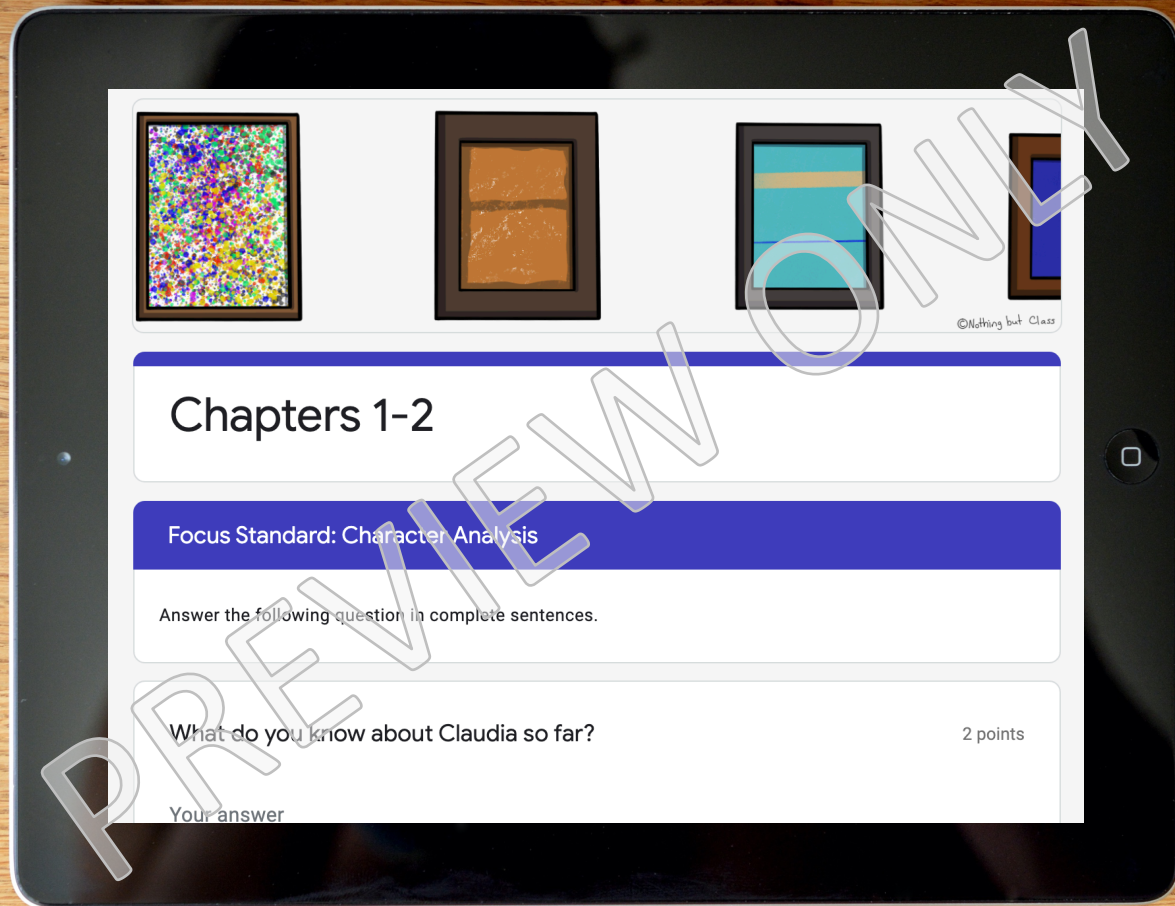 ©Nothing but Class
Chapters 1-2
Focus Standard: Character Analysis
Answer the following question in complete sentences.
What do you know about Claudia so far?
2 points
Your answer
PREVIEW ONLY